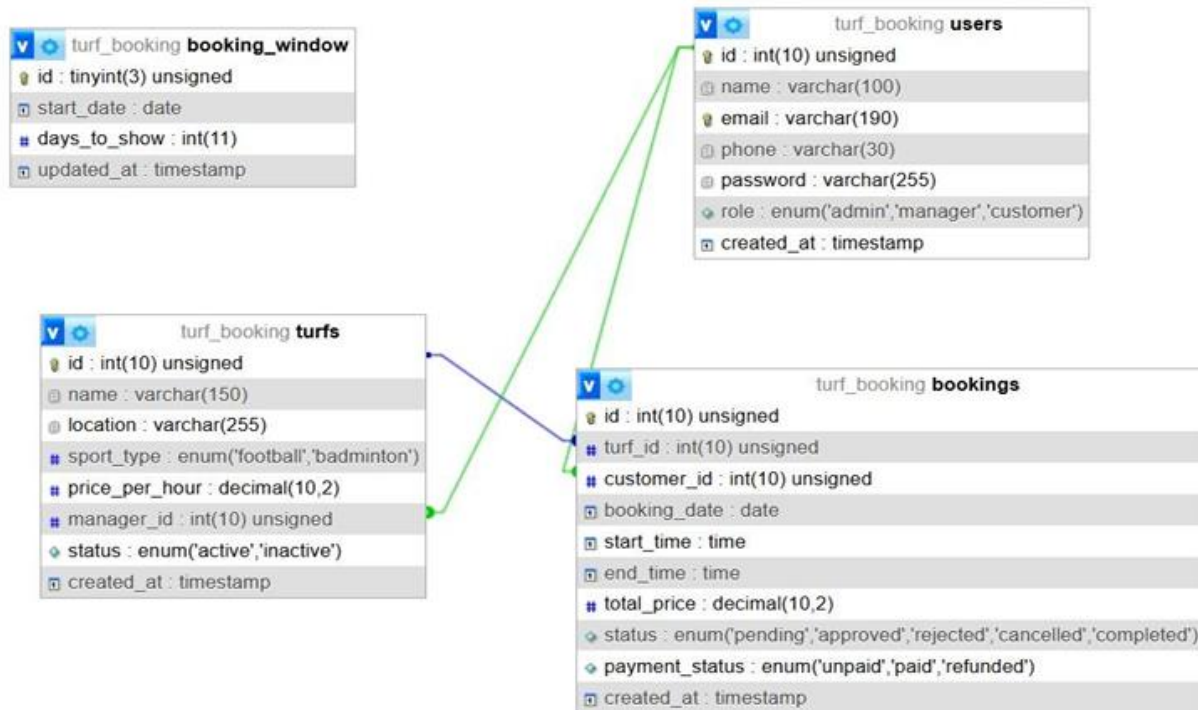 turf_booking booking_window
id : tinyint(3) unsigned
start_date : date
days_to_show : int(11)
updated_at : timestamp
turf_booking users
id : int(10) unsigned
name : varchar(100)
email : varchar(190)
phone : varchar(30)
password : varchar(255)
role : enum('admin','manager','customer')
created_at : timestamp
turf_booking turfs
id : int(10) unsigned
name : varchar(150)
location : varchar(255)
sport_type : enum('football','badminton')
price_per_hour : decimal(10,2)
manager_id : int(10) unsigned
status : enum('active','inactive')
created_at : timestamp
turf_booking bookings
id : int(10) unsigned
turf_id : int(10) unsigned
customer_id : int(10) unsigned
booking_date : date
start_time : time
end_time : time
total_price : decimal(10,2)
status : enum('pending','approved','rejected','cancelled','completed')
payment_status : enum('unpaid','paid','refunded')
created_at : timestamp